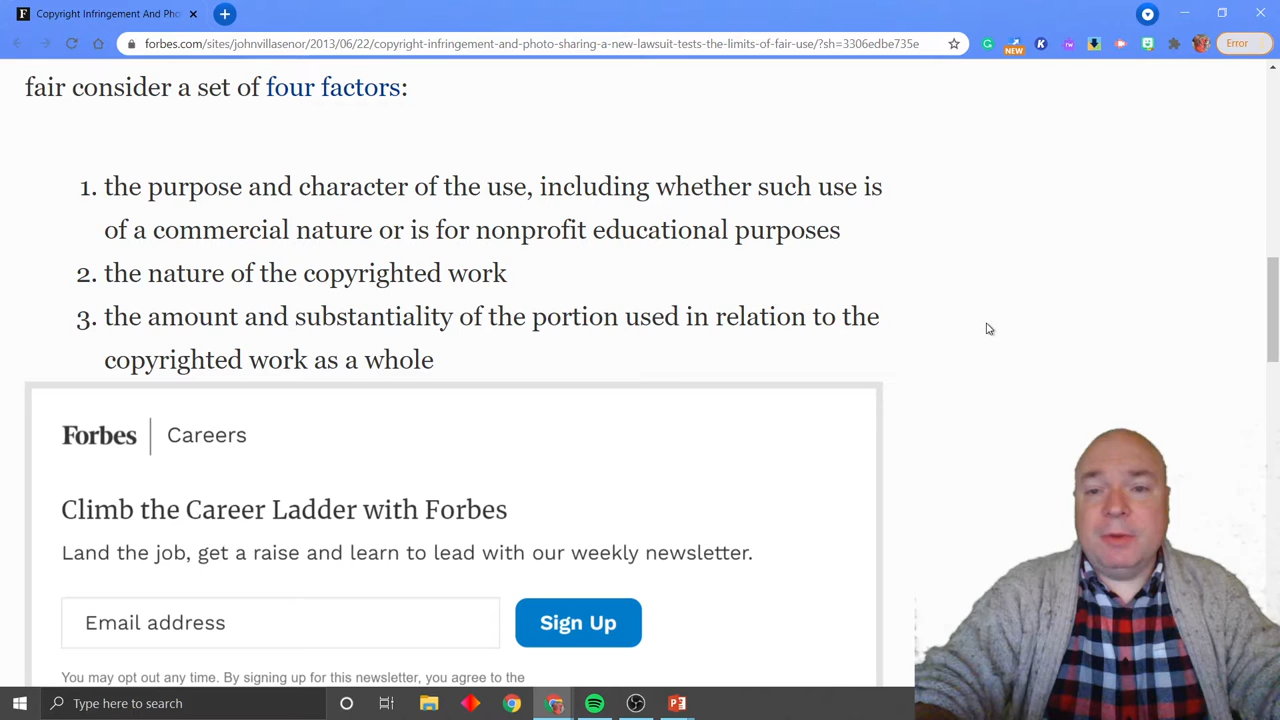 Copyright Infringement And Pho
forbes.com/sites/johnvillasenor/2013/06/22/copyright-infringement-and-photo-sharing-a-new-lawsuit-tests-the-limits-of-fair-use/?sh=3306edbe735e
NEW
Error
fair consider a set of four factors:
1. the purpose and character of the use, including whether such use is
of a commercial nature or is for nonprofit educational purposes
2. the nature of the copyrighted work
3. the amount and substantiality of the portion used in relation to the
copyrighted work as a whole
Forbes | Careers
Climb the Career Ladder with Forbes
Land the job, get a raise and learn to lead with our weekly newsletter.
Email address
Sign Up
You may opt out any time. By signing up for this newsletter, you agree to the
Type here to search